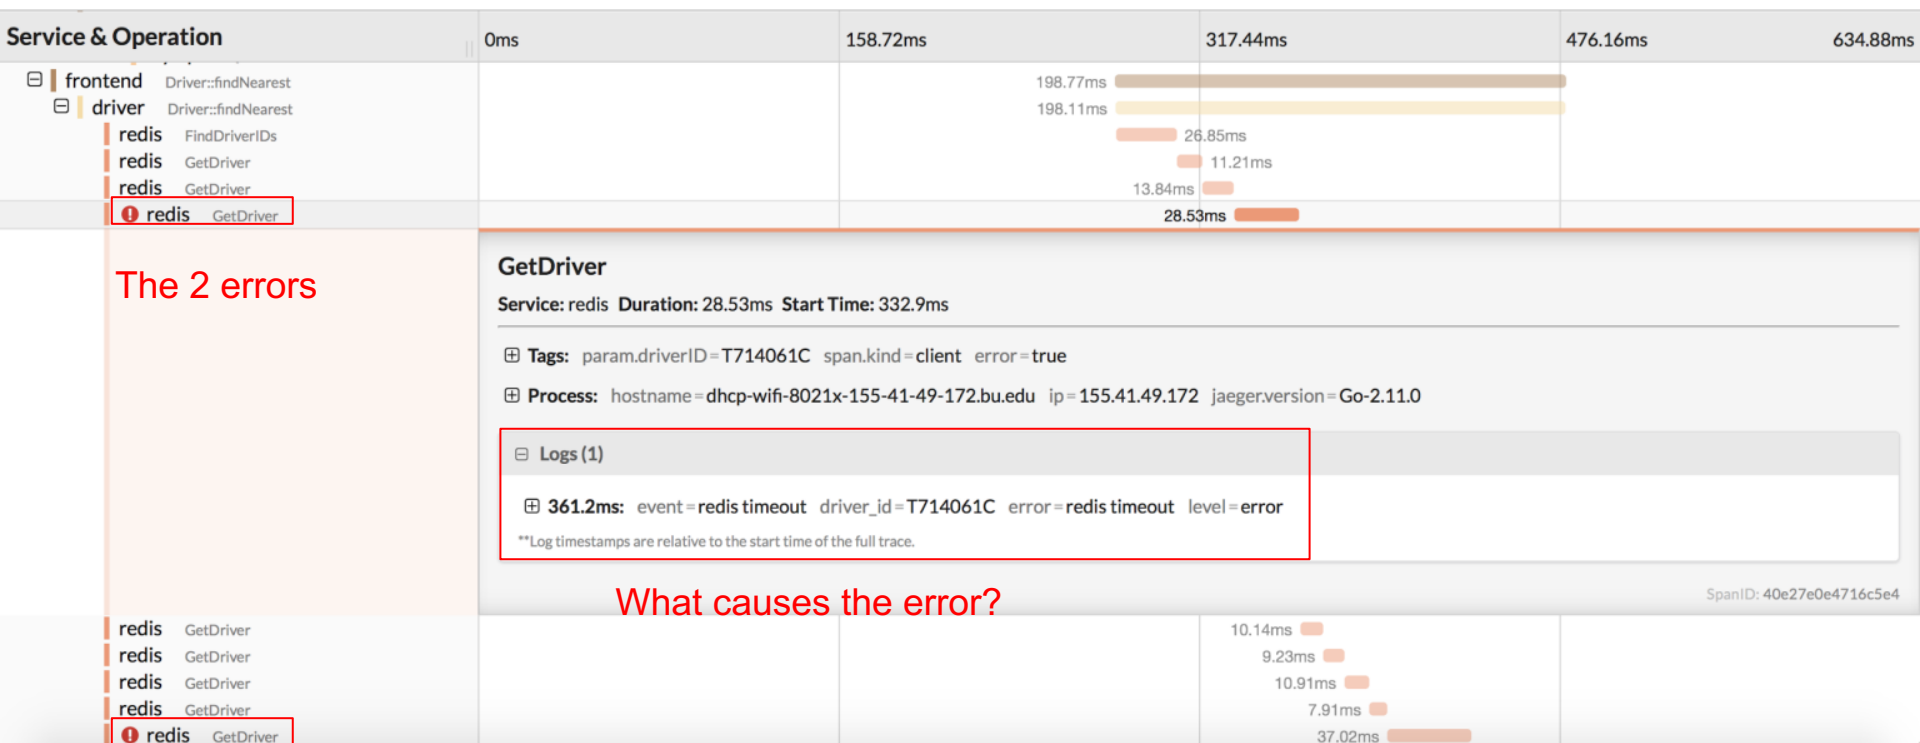 Service & Operation 0ms 158.72ms 317.44ms 476.16ms 634.88ms
frontend Driver::findNearest 198.77ms
driver Driver::findNearest 198.11ms
redis FindDriverIDs 26.85ms
redis GetDriver 11.21ms
redis GetDriver 13.84ms
redis GetDriver 28.53ms
The 2 errors
GetDriver
Service: redis Duration: 28.53ms Start Time: 332.9ms
Tags: param.driverID=T714061C span.kind=client error=true
Process: hostname=dhcp-wifi-8021x-155-41-49-172.bu.edu ip=155.41.49.172 jaeger.version=Go-2.11.0
Logs (1)
361.2ms: event=redis timeout driver_id=T714061C error=redis timeout level=error
**Log timestamps are relative to the start time of the full trace.
What causes the error?
SpanID: 40e27e0e4716c5e4
redis GetDriver 10.14ms
redis GetDriver 9.23ms
redis GetDriver 10.91ms
redis GetDriver 7.91ms
redis GetDriver 37.02ms